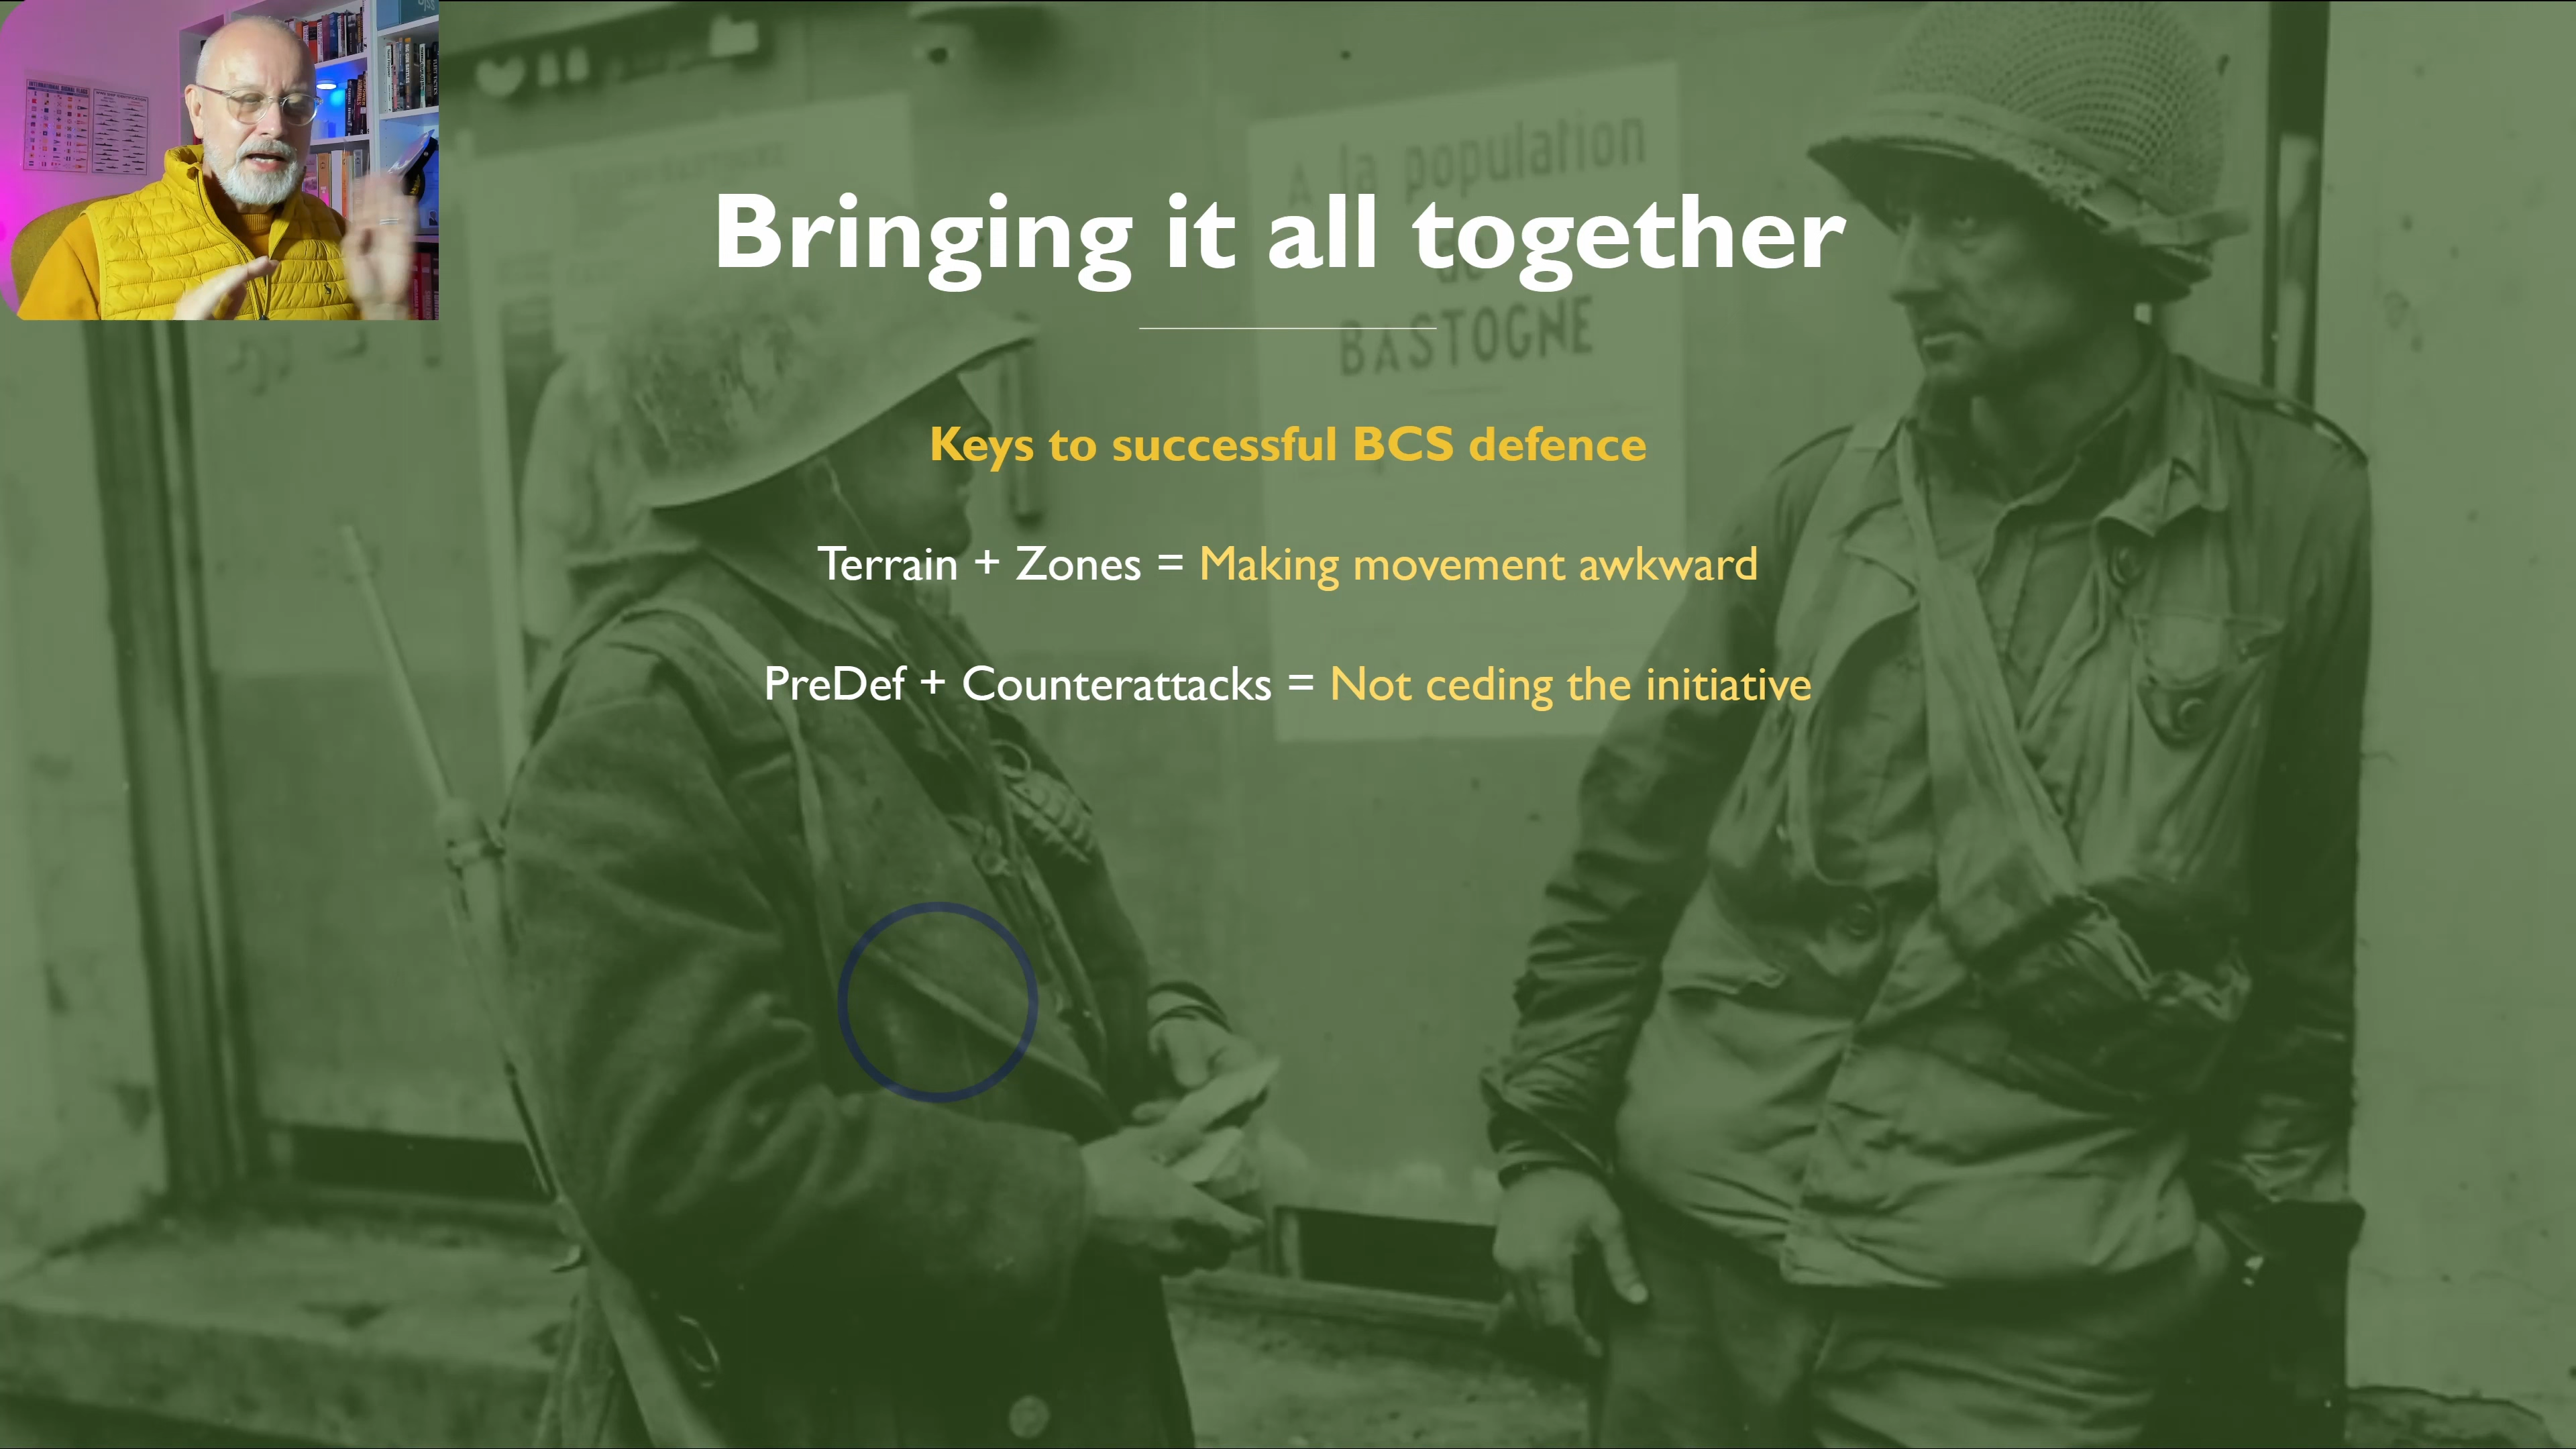 Bringing it all together
A la population
de
BASTOGNE
Keys to successful BCS defence
Terrain + Zones = Making movement awkward
PreDef + Counterattacks = Not ceding the initiative